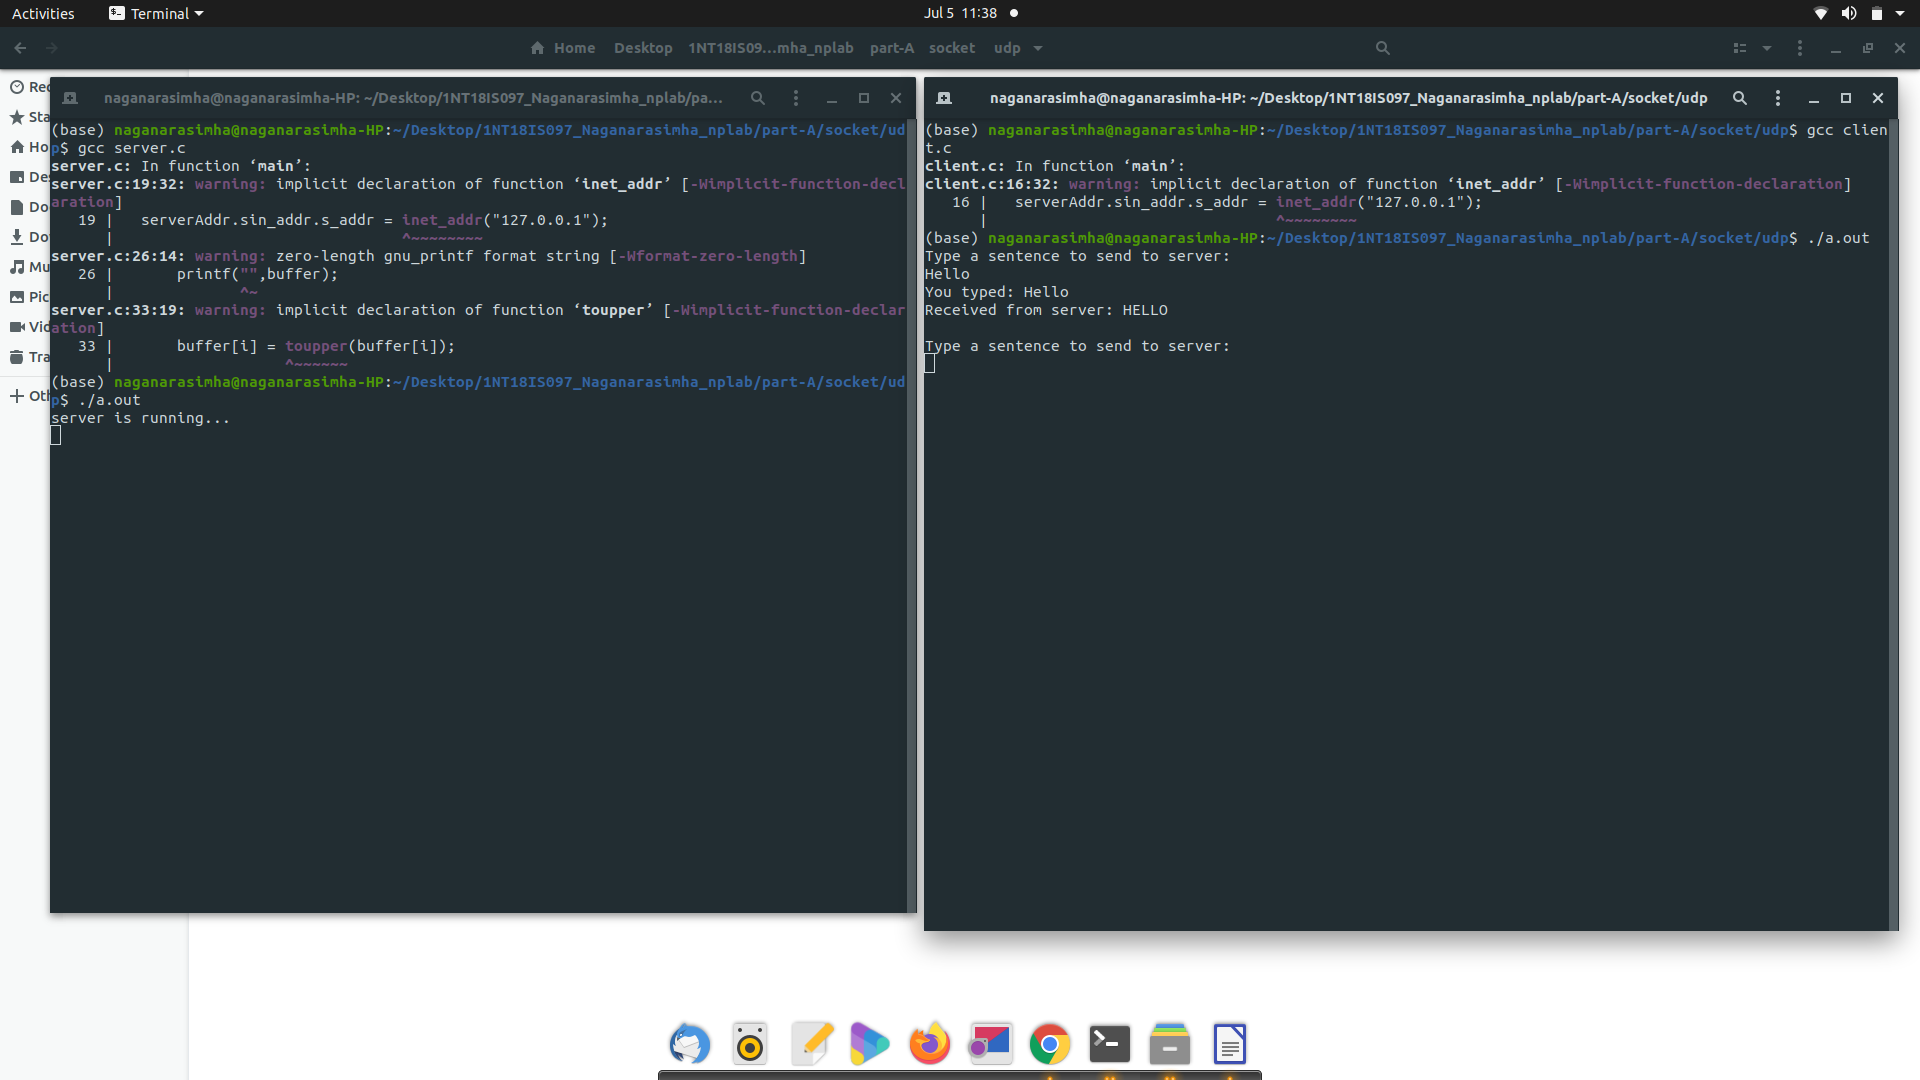 Activities
Terminal
Jul 5 11:38
Home
Desktop
1NT18IS09...mha_nplab
part-A
socket
udp
Rec
Sta
Ho
Des
Do
Do
Mu
Pic
Vid
Tra
Oth
naganarasimha@naganarasimha-HP: ~/Desktop/1NT18IS097_Naganarasimha_nplab/pa...
(base) naganarasimha@naganarasimha-HP:~/Desktop/1NT18IS097_Naganarasimha_nplab/part-A/socket/ud
p$ gcc server.c
server.c: In function ‘main’:
server.c:19:32: warning: implicit declaration of function ‘inet_addr’ [-Wimplicit-function-decl
aration]
   19 |   serverAddr.sin_addr.s_addr = inet_addr("127.0.0.1");
      |                                ^~~~~~~~~
server.c:26:14: warning: zero-length gnu_printf format string [-Wformat-zero-length]
   26 |       printf("",buffer);
      |              ^~
server.c:33:19: warning: implicit declaration of function ‘toupper’ [-Wimplicit-function-declar
ation]
   33 |       buffer[i] = toupper(buffer[i]);
      |                   ^~~~~~~
(base) naganarasimha@naganarasimha-HP:~/Desktop/1NT18IS097_Naganarasimha_nplab/part-A/socket/ud
p$ ./a.out
server is running...
naganarasimha@naganarasimha-HP: ~/Desktop/1NT18IS097_Naganarasimha_nplab/part-A/socket/udp
(base) naganarasimha@naganarasimha-HP:~/Desktop/1NT18IS097_Naganarasimha_nplab/part-A/socket/udp$ gcc clien
t.c
client.c: In function ‘main’:
client.c:16:32: warning: implicit declaration of function ‘inet_addr’ [-Wimplicit-function-declaration]
   16 |   serverAddr.sin_addr.s_addr = inet_addr("127.0.0.1");
      |                                ^~~~~~~~~
(base) naganarasimha@naganarasimha-HP:~/Desktop/1NT18IS097_Naganarasimha_nplab/part-A/socket/udp$ ./a.out
Type a sentence to send to server:
Hello
You typed: Hello
Received from server: HELLO
Type a sentence to send to server: